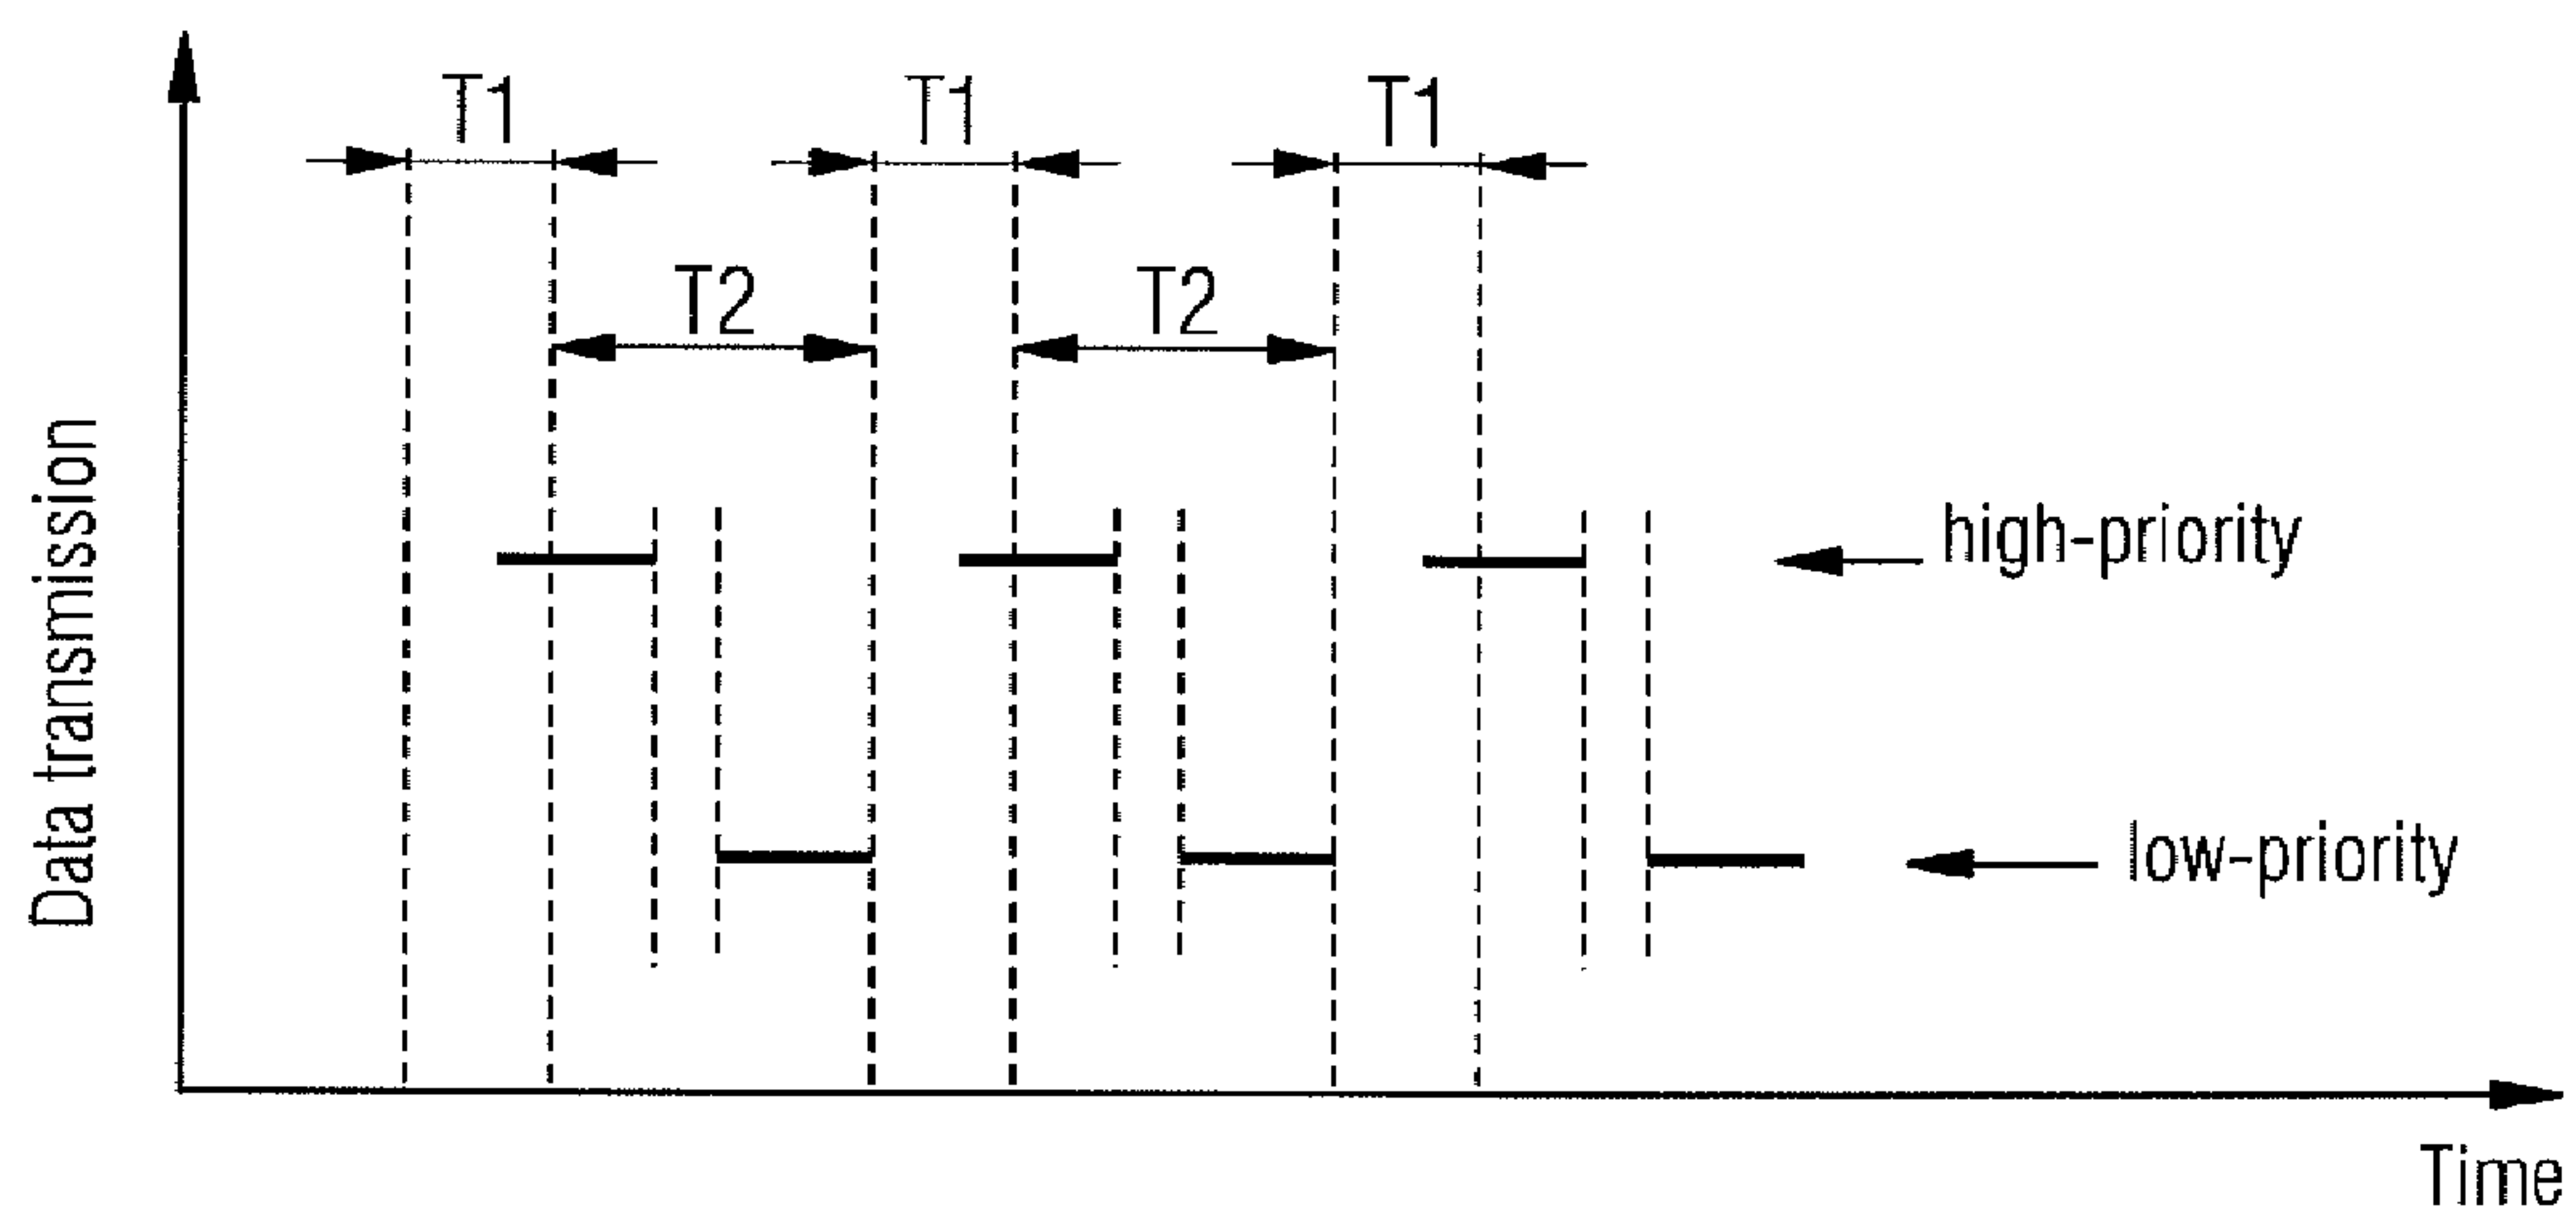 T1
T1
T1
T2
T2
Data transmission
high-priority
low-priority
Time